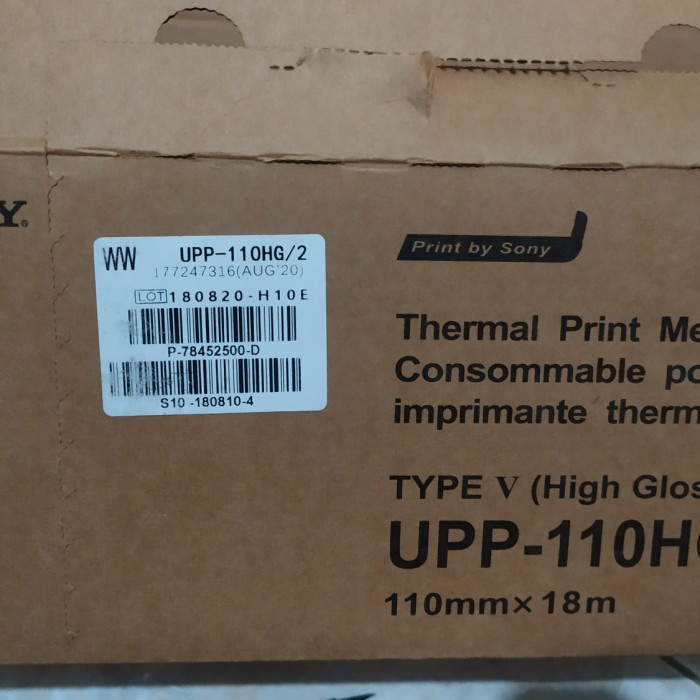 Y.
WW UPP-110HG/2
177247316(AUG'20)
LOT 180820-H10E
P-78452500-D
S10-180810-4
Print by Sony
Thermal Print Me
Consommable po
imprimante therm
TYPE V (High Glos
UPP-110HG
110mm×18m